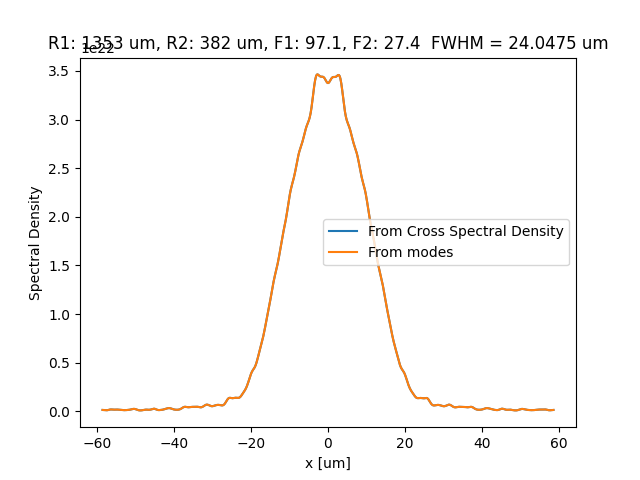 R1: 1353 um, R2: 382 um, F1: 97.1, F2: 27.4  FWHM = 24.0475 um
1e22
3.5
3.0
2.5
2.0
1.5
1.0
0.5
0.0
Spectral Density
From Cross Spectral Density
From modes
−60 −40 −20 0 20 40 60
x [um]